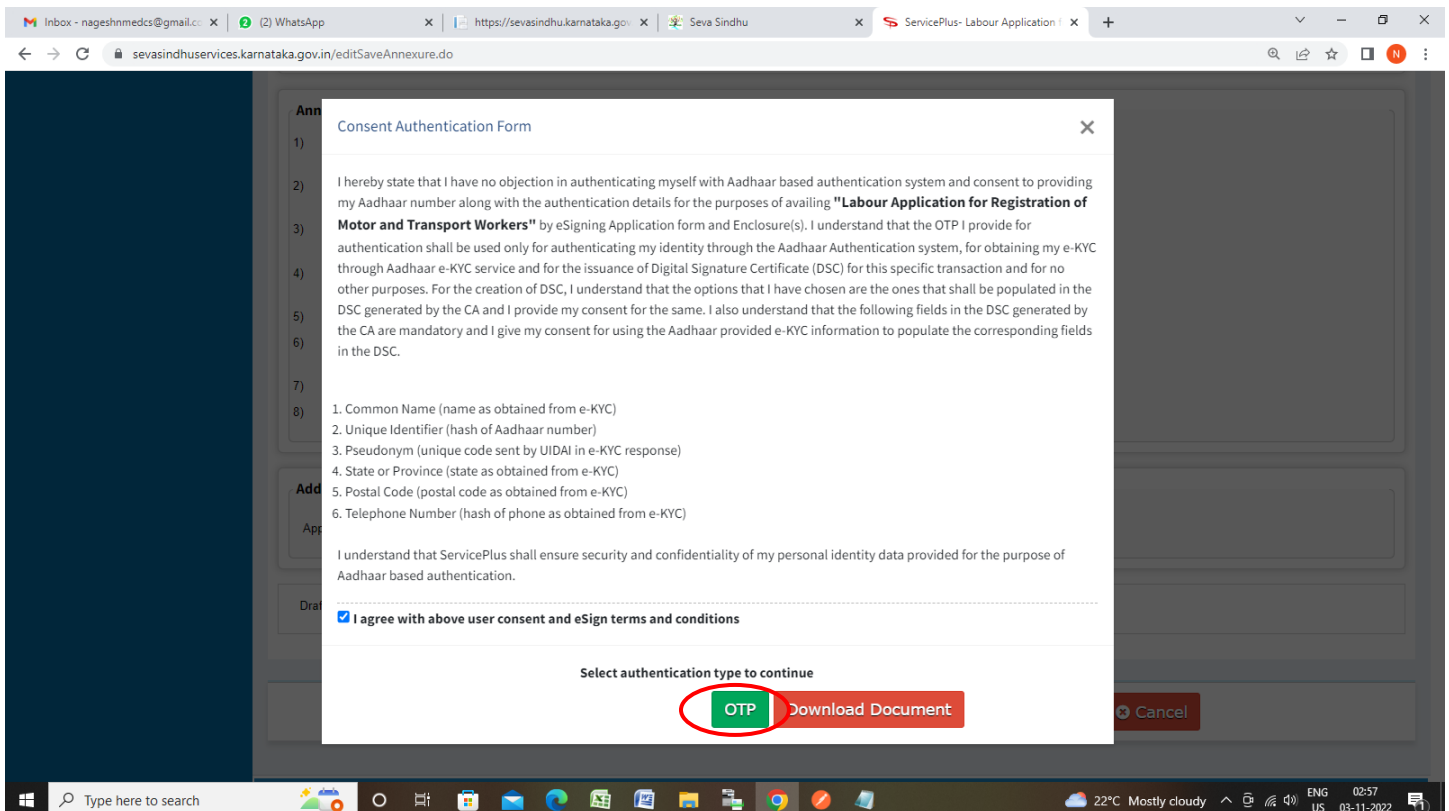 Inbox - nageshnmedcs@gmail.cc
(2) WhatsApp
https://sevasindhu.karnataka.gov
Seva Sindhu
ServicePlus- Labour Application f
sevasindhuservices.karnataka.gov.in/editSaveAnnexure.do
N
Ann
Consent Authentication Form
1)
2)
3)
4)
5)
6)
7)
8)
I hereby state that I have no objection in authenticating myself with Aadhaar based authentication system and consent to providing
my Aadhaar number along with the authentication details for the purposes of availing "Labour Application for Registration of
Motor and Transport Workers" by eSigning Application form and Enclosure(s). I understand that the OTP I provide for
authentication shall be used only for authenticating my identity through the Aadhaar Authentication system, for obtaining my e-KYC
through Aadhaar e-KYC service and for the issuance of Digital Signature Certificate (DSC) for this specific transaction and for no
other purposes. For the creation of DSC, I understand that the options that I have chosen are the ones that shall be populated in the
DSC generated by the CA and I provide my consent for the same. I also understand that the following fields in the DSC generated by
the CA are mandatory and I give my consent for using the Aadhaar provided e-KYC information to populate the corresponding fields
in the DSC.
1. Common Name (name as obtained from e-KYC)
2. Unique Identifier (hash of Aadhaar number)
3. Pseudonym (unique code sent by UIDAI in e-KYC response)
4. State or Province (state as obtained from e-KYC)
5. Postal Code (postal code as obtained from e-KYC)
6. Telephone Number (hash of phone as obtained from e-KYC)
Add
App
I understand that ServicePlus shall ensure security and confidentiality of my personal identity data provided for the purpose of
Aadhaar based authentication.
Draf
I agree with above user consent and eSign terms and conditions
Select authentication type to continue
OTP
Download Document
Cancel
Type here to search
22°C Mostly cloudy
ENG
US
02:57
03-11-2022